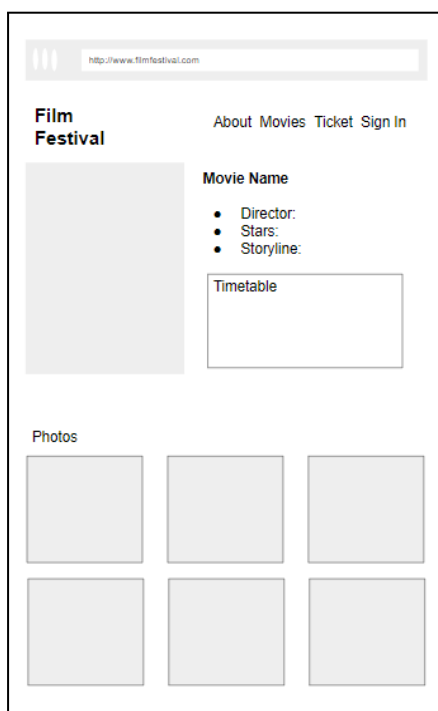 http://www.filmfestival.com
Film
Festival
About Movies Ticket Sign In
Movie Name
● Director:
● Stars:
● Storyline:
Timetable
Photos